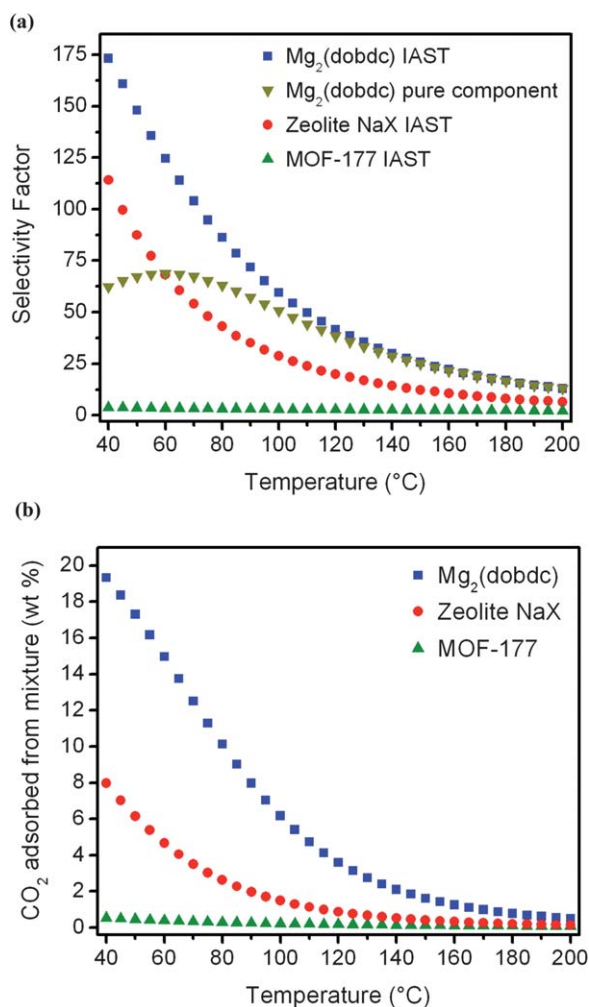 (a)
175
150
125
100
75
50
25
0
Selectivity Factor
Mg₂(dobdc) IAST
Mg₂(dobdc) pure component
Zeolite NaX IAST
MOF-177 IAST
40 60 80 100 120 140 160 180 200
Temperature (°C)
(b)
20
18
16
14
12
10
8
6
4
2
0
CO₂ adsorbed from mixture (wt %)
Mg₂(dobdc)
Zeolite NaX
MOF-177
40 60 80 100 120 140 160 180 200
Temperature (°C)